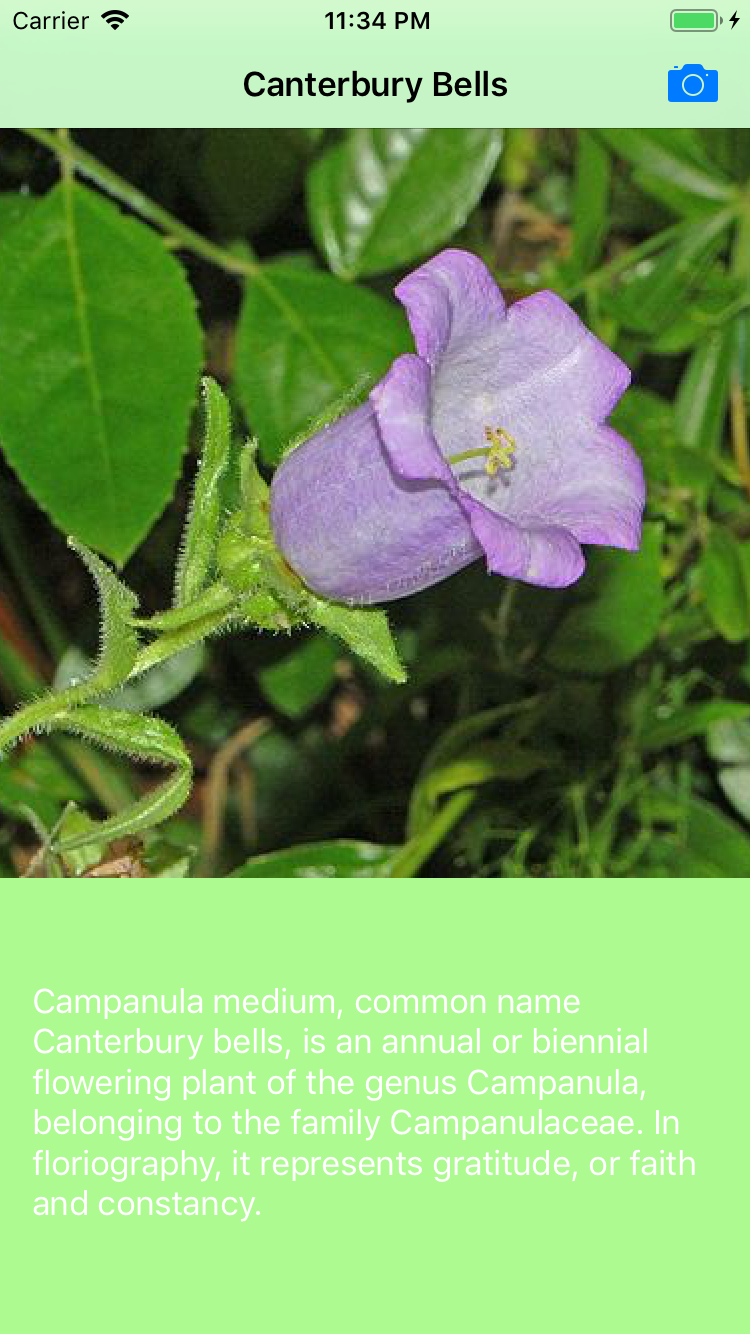 Carrier 11:34 PM
Canterbury Bells
Campanula medium, common name
Canterbury bells, is an annual or biennial
flowering plant of the genus Campanula,
belonging to the family Campanulaceae. In
floriography, it represents gratitude, or faith
and constancy.